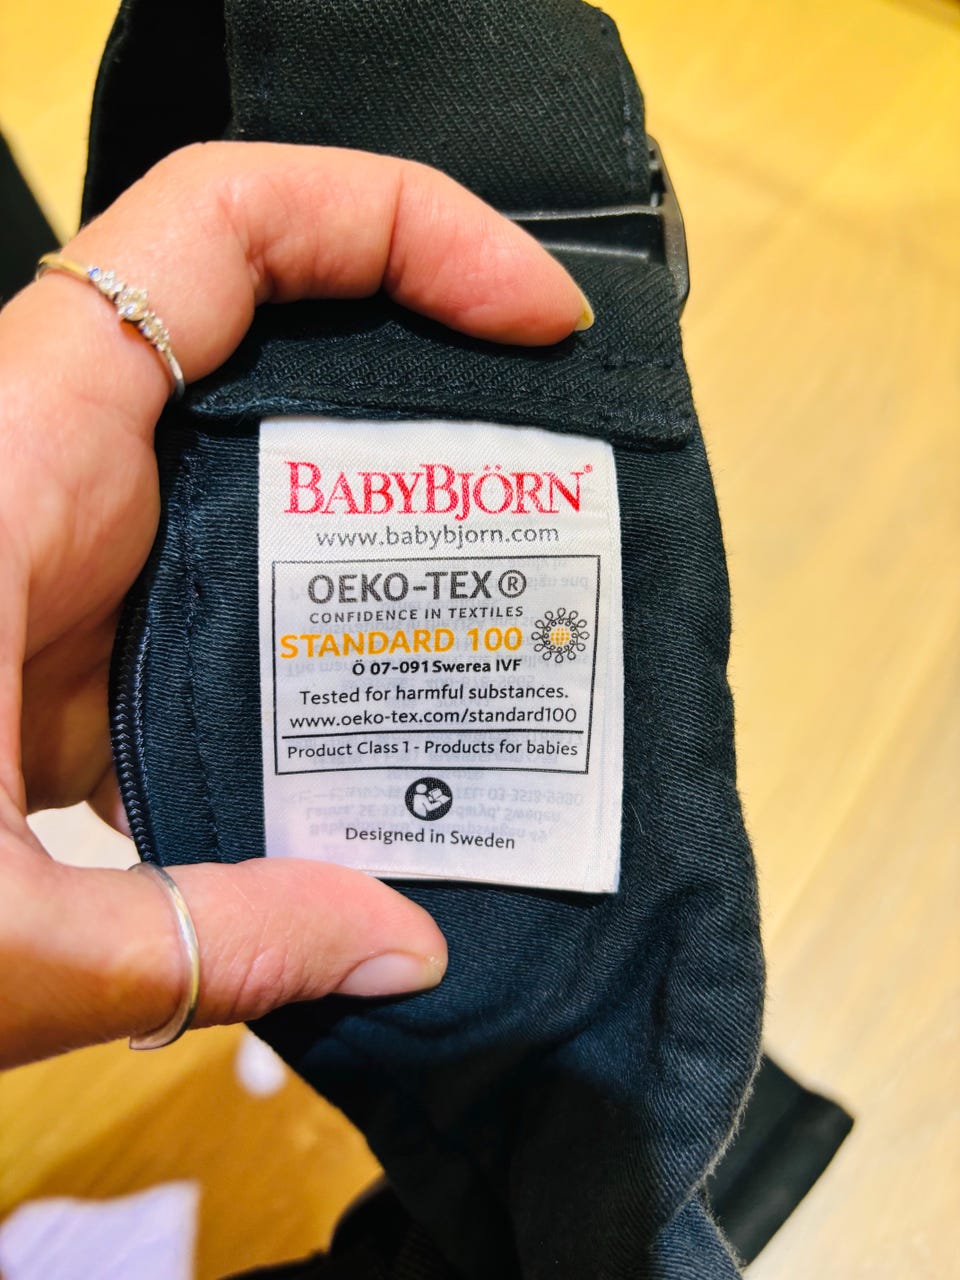 BABYBJÖRN®
www.babybjorn.com
OEKO-TEX®
CONFIDENCE IN TEXTILES
STANDARD 100
Ö 07-091 Swerea IVF
Tested for harmful substances.
www.oeko-tex.com/standard100
Product Class 1 - Products for babies
Designed in Sweden